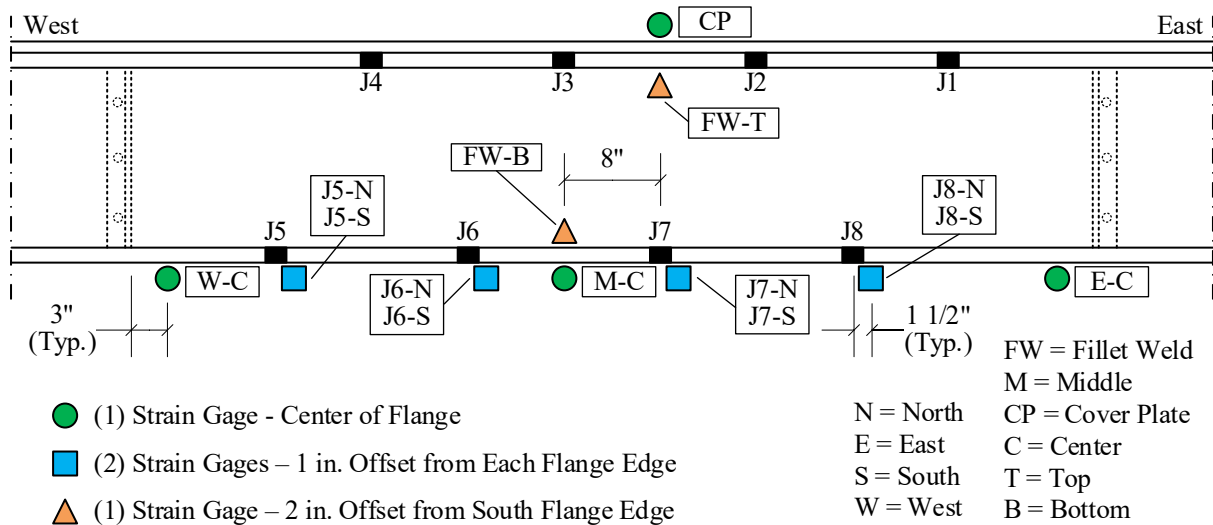 West
CP
East
J4
J3
J2
J1
FW-T
FW-B
8"
J5-N
J5-S
J8-N
J8-S
J5
J6
J7
J8
W-C
J6-N
J6-S
M-C
J7-N
J7-S
E-C
3"
(Typ.)
1 1/2"
(Typ.)
FW = Fillet Weld
M = Middle
CP = Cover Plate
C = Center
T = Top
B = Bottom
N = North
E = East
S = South
W = West
(1) Strain Gage - Center of Flange
(2) Strain Gages – 1 in. Offset from Each Flange Edge
(1) Strain Gage – 2 in. Offset from South Flange Edge